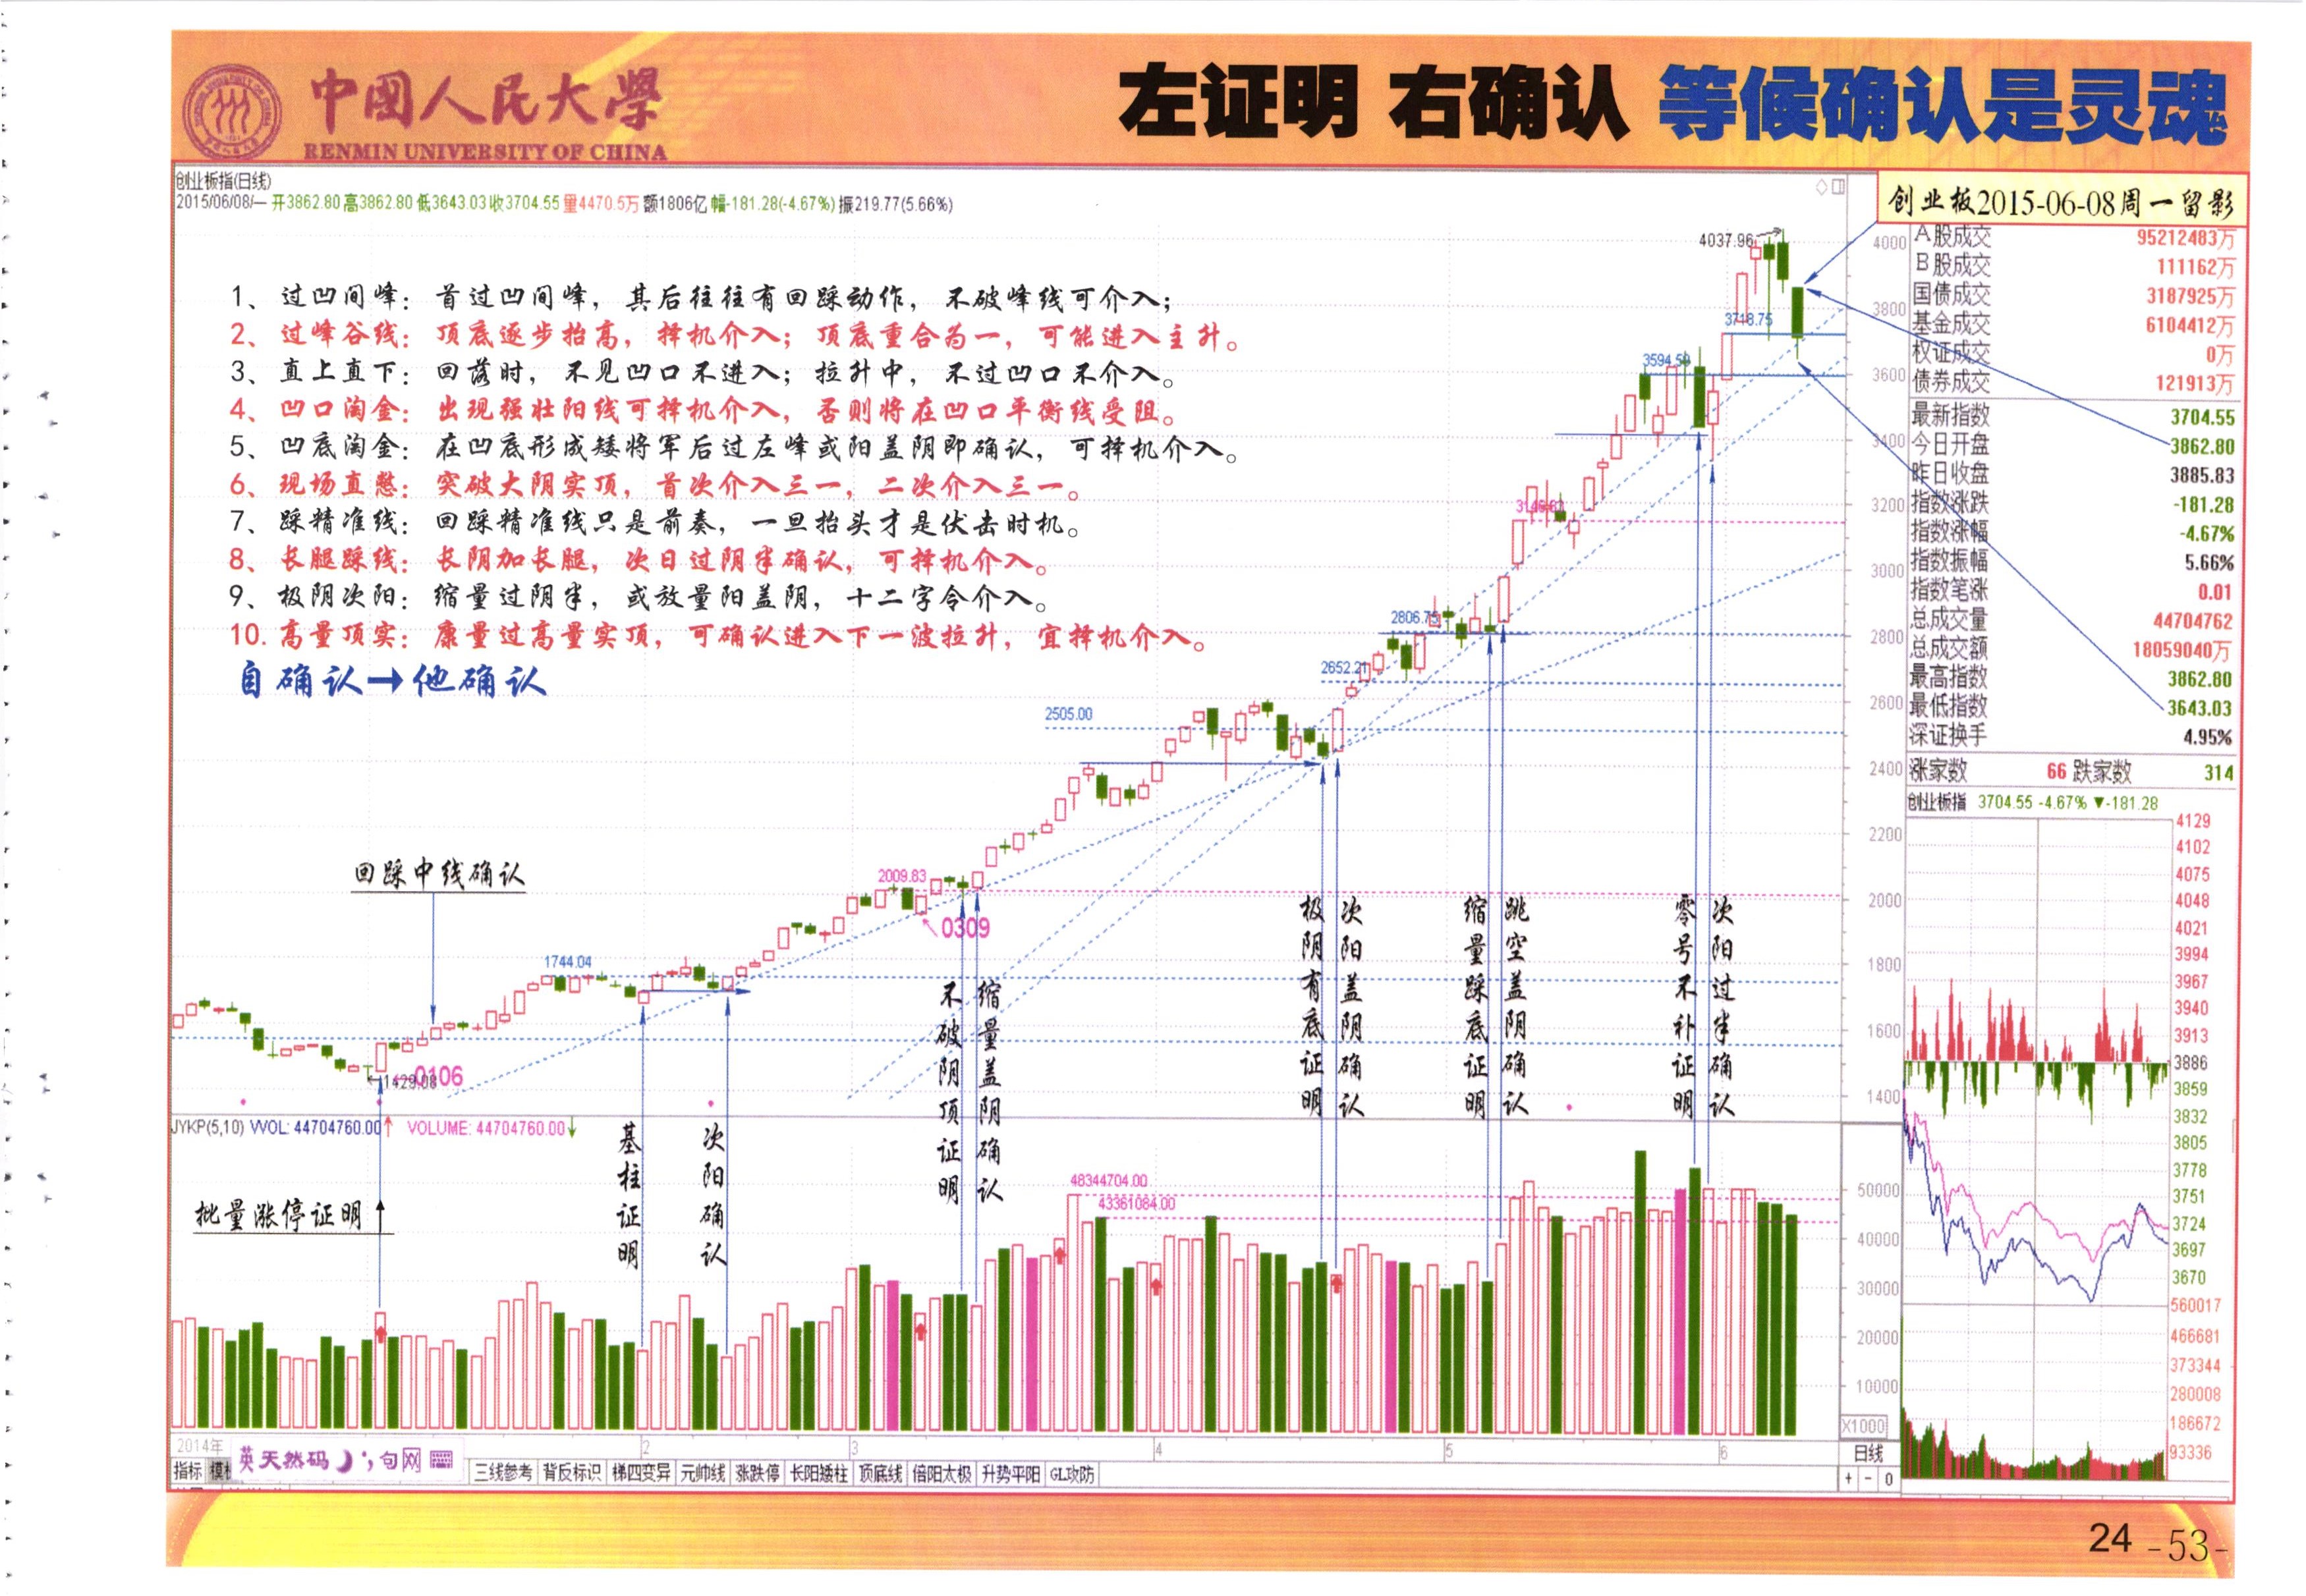 中國人民大學
RENMIN UNIVERSITY OF CHINA
左证明 右确认 等候确认是灵魂
创业板指(日线)
2015/06/08/一 开3862.80 高3862.80 低3643.03 收3704.55 量4470.5万 额1806亿 幅-181.28(-4.67%) 振219.77(5.66%)
创业板2015-06-08周一留影
1、过凹间峰：首过凹间峰，其后往往有回踩动作，不破峰线可介入；
2、过峰谷线：顶底逐步抬高，择机介入；顶底重合为一，可能进入主升。
3、直上直下：回落时，不见凹口不进入；拉升中，不过凹口不介入。
4、凹口淘金：出现强壮阳线可择机介入，否则将在凹口平衡线受阻。
5、凹底淘金：在凹底形成矮将军后过左峰或阳盖阴即确认，可择机介入。
6、现场直憋：突破大阴实顶，首次介入三一，二次介入三一。
7、踩精准线：回踩精准线只是前奏，一旦抬头才是伏击时机。
8、长腿踩线：长阴加长腿，次日过阴半确认，可择机介入。
9、极阴次阳：缩量过阴半，或放量阳盖阴，十二字令介入。
10. 高量顶实：康量过高量实顶，可确认进入下一波拉升，宜择机介入。
自确认→他确认
4037.96
3718.75
3594.59
2806.75
2652.21
2505.00
2009.83
0309
1744.04
0106
回踩中线确认
批量涨停证明
基柱证明
次阳确认
不破阴顶证明
缩量盖阴确认
极阴有底证明
次阳盖阴确认
缩量踩底证明
跳空盖阴确认
零号不补证明
次阳过半确认
4000
3800
3600
3400
3200
3000
2800
2600
2400
2200
2000
1800
1600
1400
JYKP(5,10) VVOL: 44704760.00↑ VOLUME: 44704760.00↓
48344704.00
43361084.00
50000
40000
30000
20000
10000
X1000
2014年
2
3
4
5
6
日线
+ - 0
英 天然码 句网
指标
三线参考 背反标识 梯四变异 元帅线 涨跌停 长阳矮柱 顶底线 倍阳太极 升势平阳 GL攻防
A股成交 95212483万
B股成交 111162万
国债成交 3187925万
基金成交 6104412万
权证成交 0万
债券成交 121913万
最新指数 3704.55
今日开盘 3862.80
昨日收盘 3885.83
指数涨跌 -181.28
指数涨幅 -4.67%
指数振幅 5.66%
指数笔涨 0.01
总成交量 44704762
总成交额 18059040万
最高指数 3862.80
最低指数 3643.03
深证换手 4.95%
涨家数 66 跌家数 314
创业板指 3704.55 -4.67% ▼-181.28
4129
4102
4075
4048
4021
3994
3967
3940
3913
3886
3859
3832
3805
3778
3751
3724
3697
3670
560017
466681
373344
280008
186672
93336
24 -53-